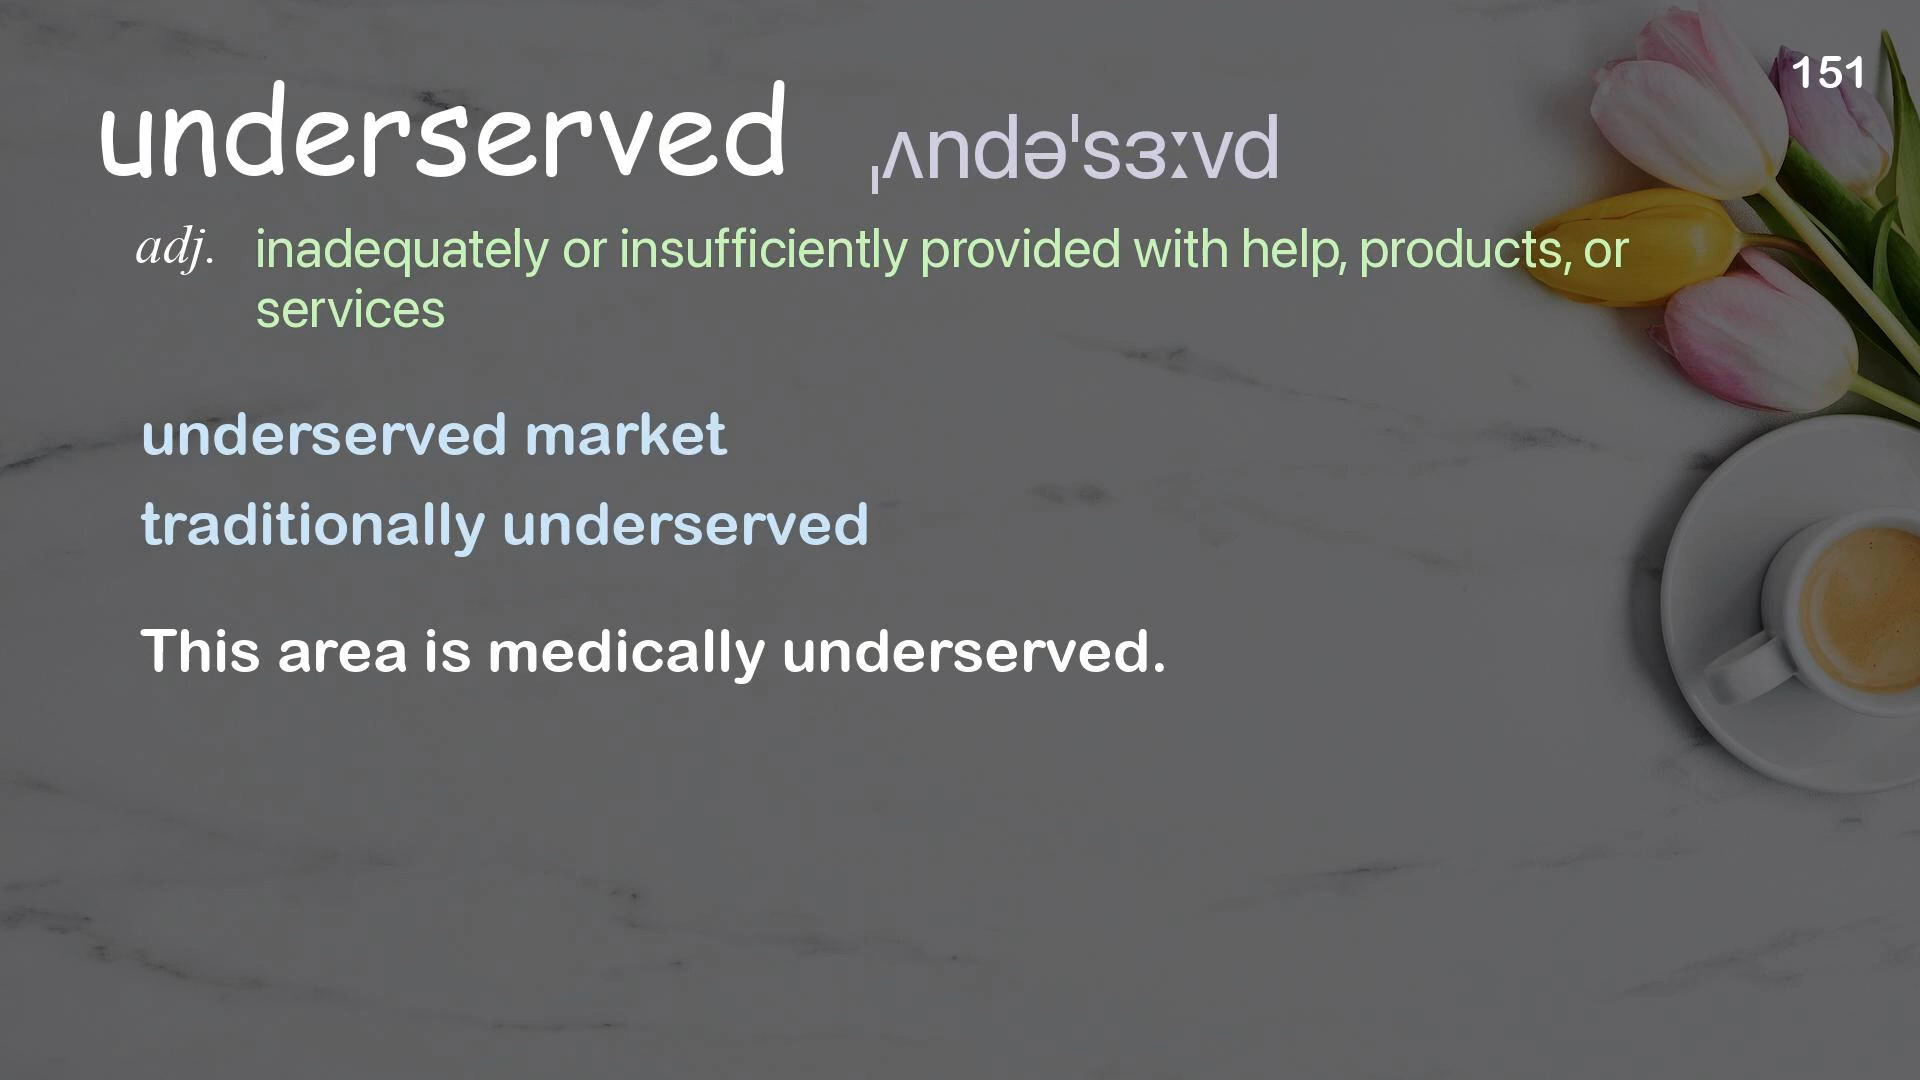 151
underserved ˌʌndəˈsɜːvd
adj. inadequately or insufficiently provided with help, products, or
services
underserved market
traditionally underserved
This area is medically underserved.